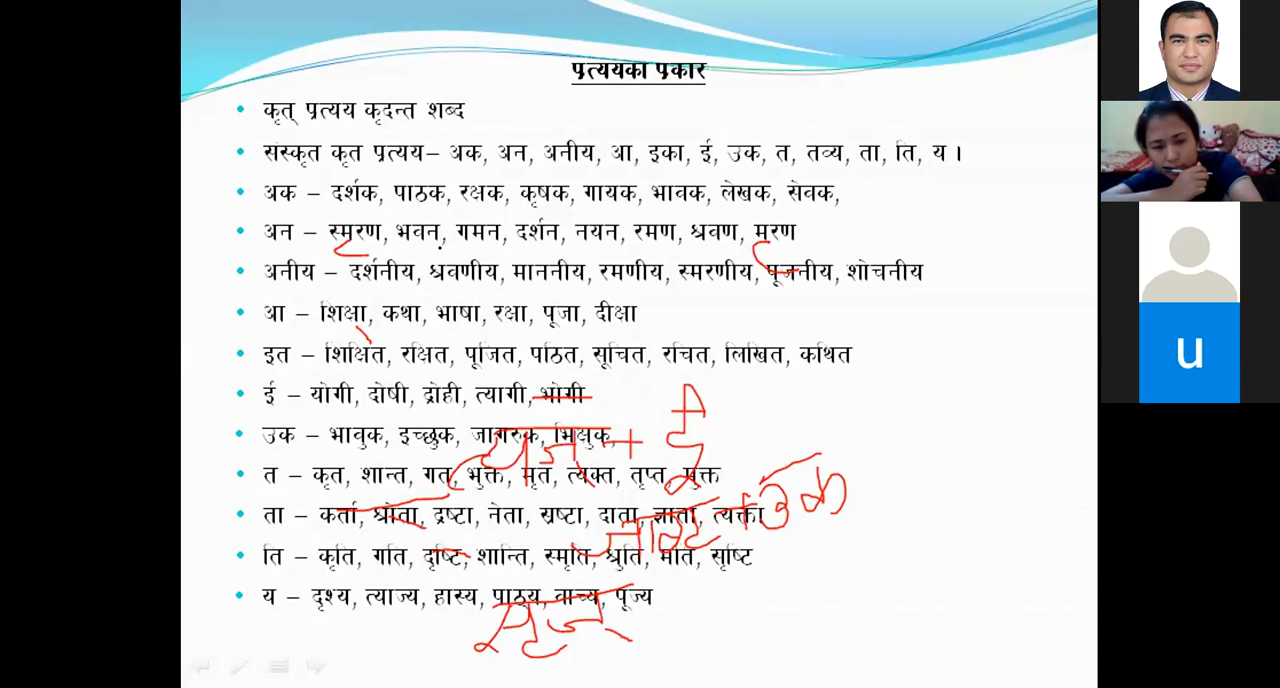 प्रत्ययका प्रकार
• कृत् प्रत्यय कृदन्त शब्द
• संस्कृत कृत प्रत्यय– अक, अन, अनीय, आ, इका, ई, उक, त, तव्य, ता, ति, य ।
• अक – दर्शक, पाठक, रक्षक, कृषक, गायक, भावक, लेखक, सेवक,
• अन – स्मरण, भवन, गमन, दर्शन, नयन, रमण, श्रवण, मरण
• अनीय – दर्शनीय, श्रवणीय, माननीय, रमणीय, स्मरणीय, पूजनीय, शोचनीय
• आ – शिक्षा, कथा, भाषा, रक्षा, पूजा, दीक्षा
• इत – शिक्षित, रक्षित, पूजित, पठित, सूचित, रचित, लिखित, कथित
• ई – योगी, दोषी, द्रोही, त्यागी, भोगी
• उक – भावुक, इच्छुक, जागरुक, भिक्षुक,
त्यज् + ई
• त – कृत, शान्त, गत, भुक्त, मृत, त्यक्त, तृप्त, मुक्त
+ उक
• ता – कर्ता, श्रोता, द्रष्टा, नेता, स्रष्टा, दाता, ज्ञाता, त्यक्ता
• ति – कृति, गति, दृष्टि, शान्ति, स्मृति, श्रुति, मति, सृष्टि
• य – दृश्य, त्याज्य, हास्य, पाठ्य, वाच्य, पूज्य
सृज्
u